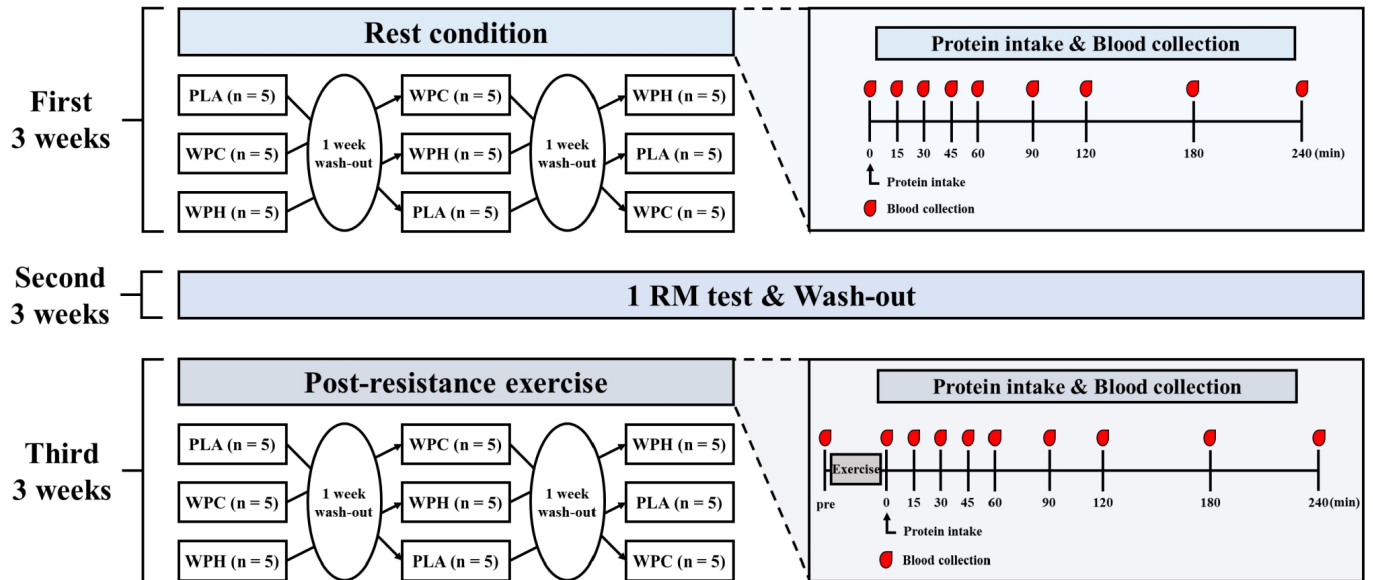 First
3 weeks
Rest condition
PLA (n = 5)
WPC (n = 5)
WPH (n = 5)
1 week
wash-out
WPC (n = 5)
WPH (n = 5)
PLA (n = 5)
1 week
wash-out
WPH (n = 5)
PLA (n = 5)
WPC (n = 5)
Protein intake & Blood collection
0 15 30 45 60 90 120 180 240 (min)
Protein intake
Blood collection
Second
3 weeks
1 RM test & Wash-out
Third
3 weeks
Post-resistance exercise
PLA (n = 5)
WPC (n = 5)
WPH (n = 5)
1 week
wash-out
WPC (n = 5)
WPH (n = 5)
PLA (n = 5)
1 week
wash-out
WPH (n = 5)
PLA (n = 5)
WPC (n = 5)
Protein intake & Blood collection
Exercise
pre 0 15 30 45 60 90 120 180 240 (min)
Protein intake
Blood collection